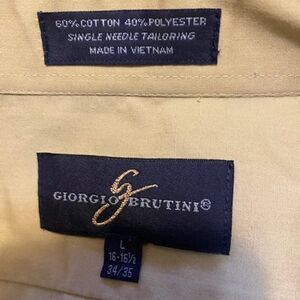 60% COTTON 40% POLYESTER
SINGLE NEEDLE TAILORING
MADE IN VIETNAM
GIORGIO BRUTINI®
L
16-16½
34/35